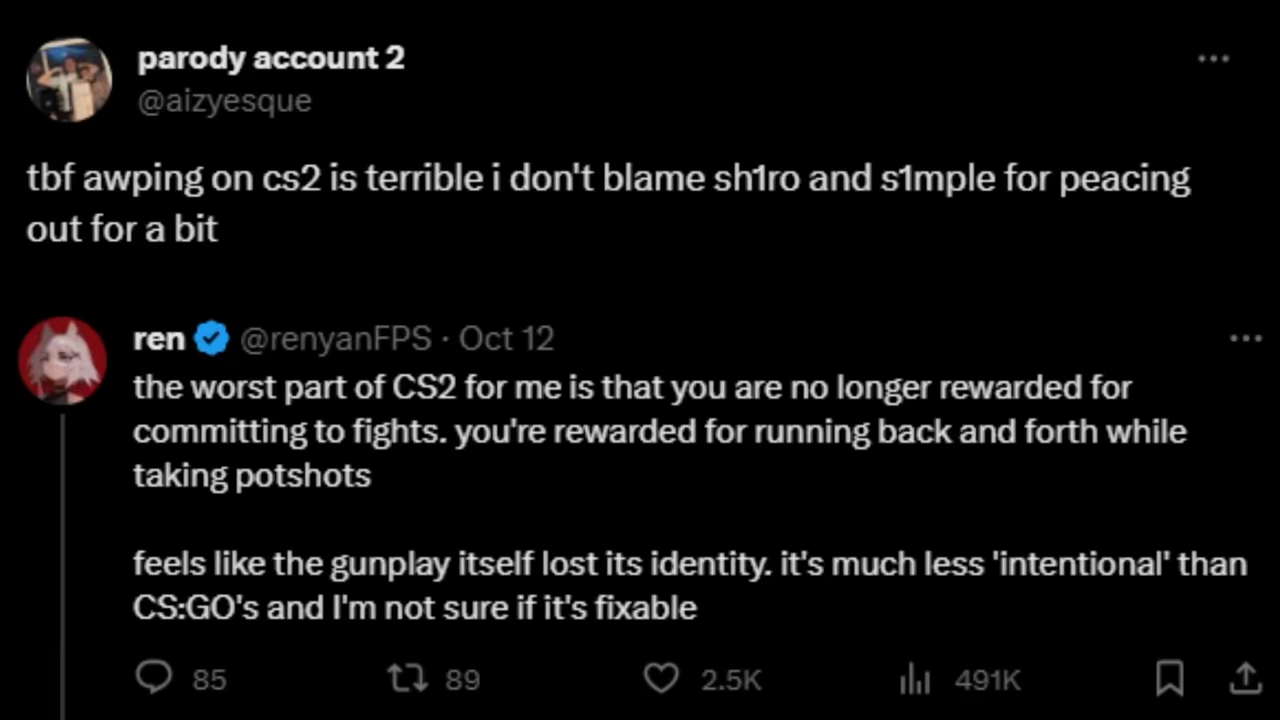 parody account 2
@aizyesque
tbf awping on cs2 is terrible i don't blame sh1ro and s1mple for peacing
out for a bit
ren @renyanFPS · Oct 12
the worst part of CS2 for me is that you are no longer rewarded for
committing to fights. you're rewarded for running back and forth while
taking potshots
feels like the gunplay itself lost its identity. it's much less 'intentional' than
CS:GO's and I'm not sure if it's fixable
85 89 2.5K 491K